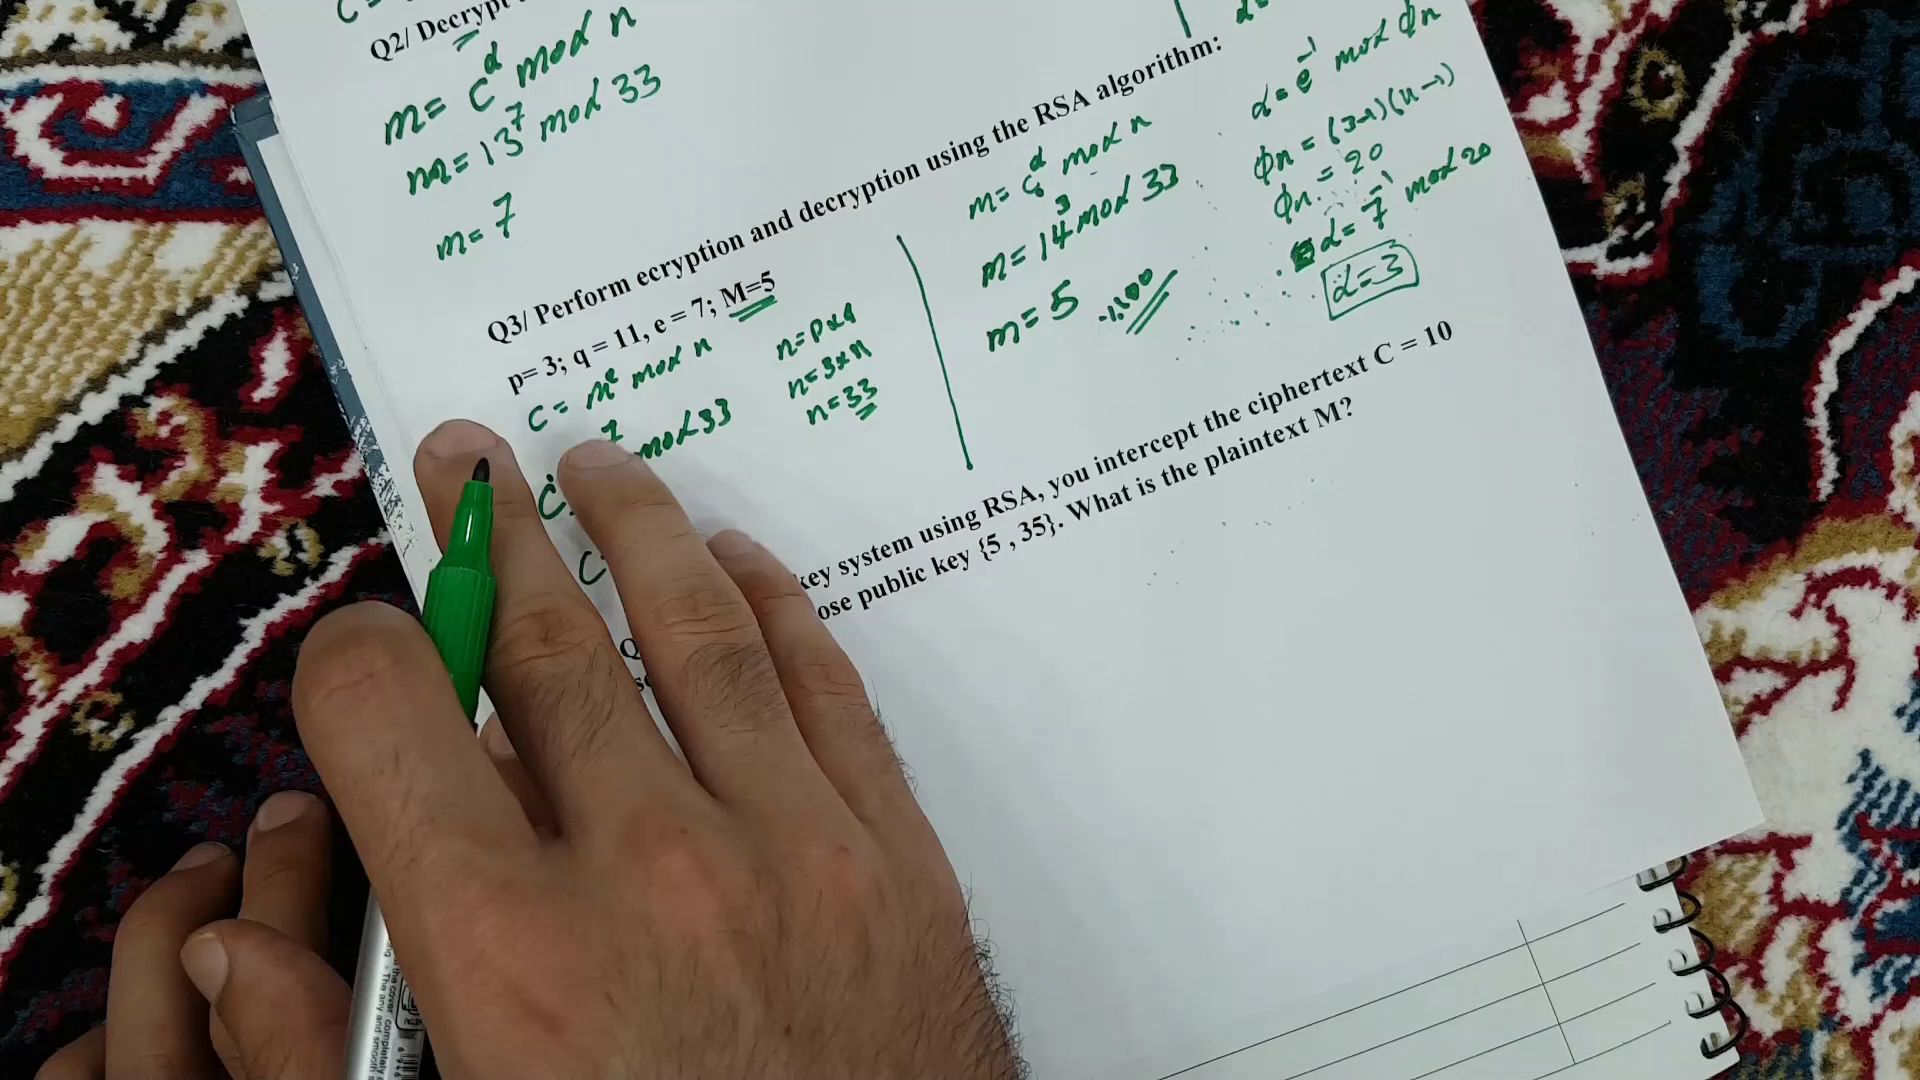 Q2/ Decrypt
m = C^d mod n
m = 13^7 mod 33
m = 7
Q3/ Perform ecryption and decryption using the RSA algorithm:
p= 3; q = 11, e = 7; M=5
C = M^e mod n
7 mod 33
C
C
n = P*q
n = 3*11
n = 33
m = C^d mod n
m = 14^3 mod 33
m = 5
d = e^-1 mod ϕn
ϕn = (3-1)(11-1)
ϕn = 20
d = 7^-1 mod 20
d = 3
key system using RSA, you intercept the ciphertext C = 10
ose public key {5 , 35}. What is the plaintext M?